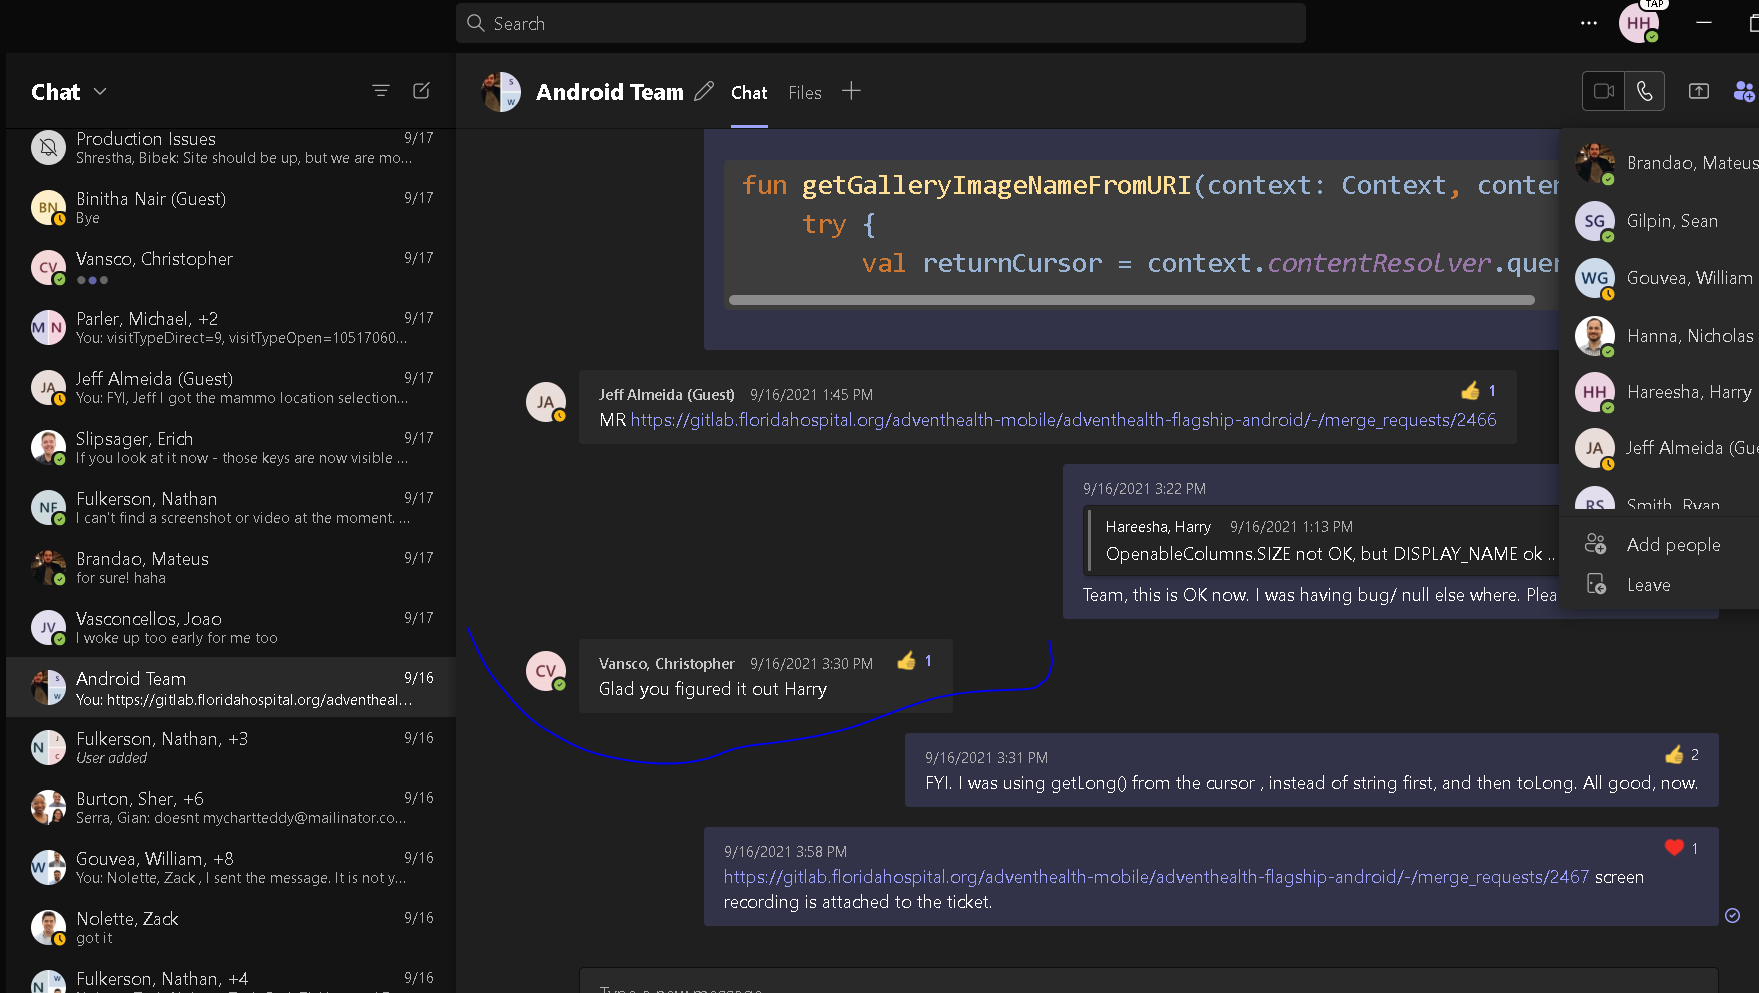 Search
TAP
HH
Chat
Production Issues 9/17
Shrestha, Bibek: Site should be up, but we are mo...
BN
Binitha Nair (Guest) 9/17
Bye
CV
Vansco, Christopher 9/17
M N
Parler, Michael, +2 9/17
You: visitTypeDirect=9, visitTypeOpen=10517060...
JA
Jeff Almeida (Guest) 9/17
You: FYI, Jeff I got the mammo location selection...
Slipsager, Erich 9/17
If you look at it now - those keys are now visible ...
NF
Fulkerson, Nathan 9/17
I can't find a screenshot or video at the moment. ...
Brandao, Mateus 9/17
for sure! haha
JV
Vasconcellos, Joao 9/17
I woke up too early for me too
S
W
Android Team 9/16
You: https://gitlab.floridahospital.org/adventheal...
N J C
Fulkerson, Nathan, +3 9/16
User added
Burton, Sher, +6 9/16
Serra, Gian: doesnt mychartteddy@mailinator.co...
W
Gouvea, William, +8 9/16
You: Nolette, Zack , I sent the message. It is not y...
Nolette, Zack 9/16
got it
N W
Fulkerson, Nathan, +4 9/16
S
W
Android Team Chat Files
fun getGalleryImageNameFromURI(context: Context, conten
try {
val returnCursor = context.contentResolver.quer
JA
Jeff Almeida (Guest) 9/16/2021 1:45 PM 1
MR https://gitlab.floridahospital.org/adventhealth-mobile/adventhealth-flagship-android/-/merge_requests/2466
9/16/2021 3:22 PM
Hareesha, Harry 9/16/2021 1:13 PM
OpenableColumns.SIZE not OK, but DISPLAY_NAME ok ..
Team, this is OK now. I was having bug/ null else where. Plea
CV
Vansco, Christopher 9/16/2021 3:30 PM 1
Glad you figured it out Harry
9/16/2021 3:31 PM 2
FYI. I was using getLong() from the cursor , instead of string first, and then toLong. All good, now.
9/16/2021 3:58 PM 1
https://gitlab.floridahospital.org/adventhealth-mobile/adventhealth-flagship-android/-/merge_requests/2467 screen
recording is attached to the ticket.
Type a new message
Brandao, Mateus
SG
Gilpin, Sean
WG
Gouvea, William
Hanna, Nicholas
HH
Hareesha, Harry
JA
Jeff Almeida (Gue
RS
Smith, Ryan
Add people
Leave